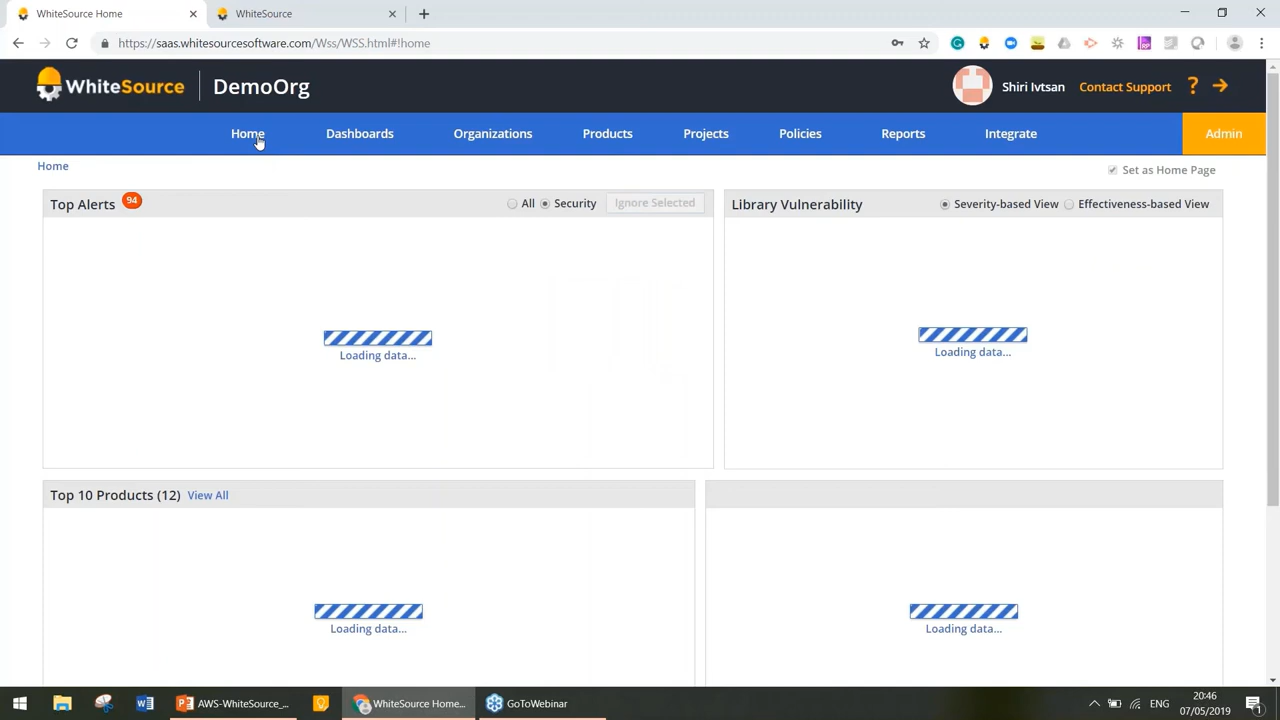 WhiteSource Home
WhiteSource
https://saas.whitesourcesoftware.com/Wss/WSS.html#!home
WhiteSource
DemoOrg
Shiri Ivtsan
Contact Support
?
Home
Dashboards
Organizations
Products
Projects
Policies
Reports
Integrate
Admin
Home
Set as Home Page
Top Alerts 94
All
Security
Ignore Selected
Library Vulnerability
Severity-based View
Effectiveness-based View
Loading data...
Loading data...
Top 10 Products (12) View All
Loading data...
Loading data...
AWS-WhiteSource_...
WhiteSource Home...
GoToWebinar
ENG
20:46
07/05/2019